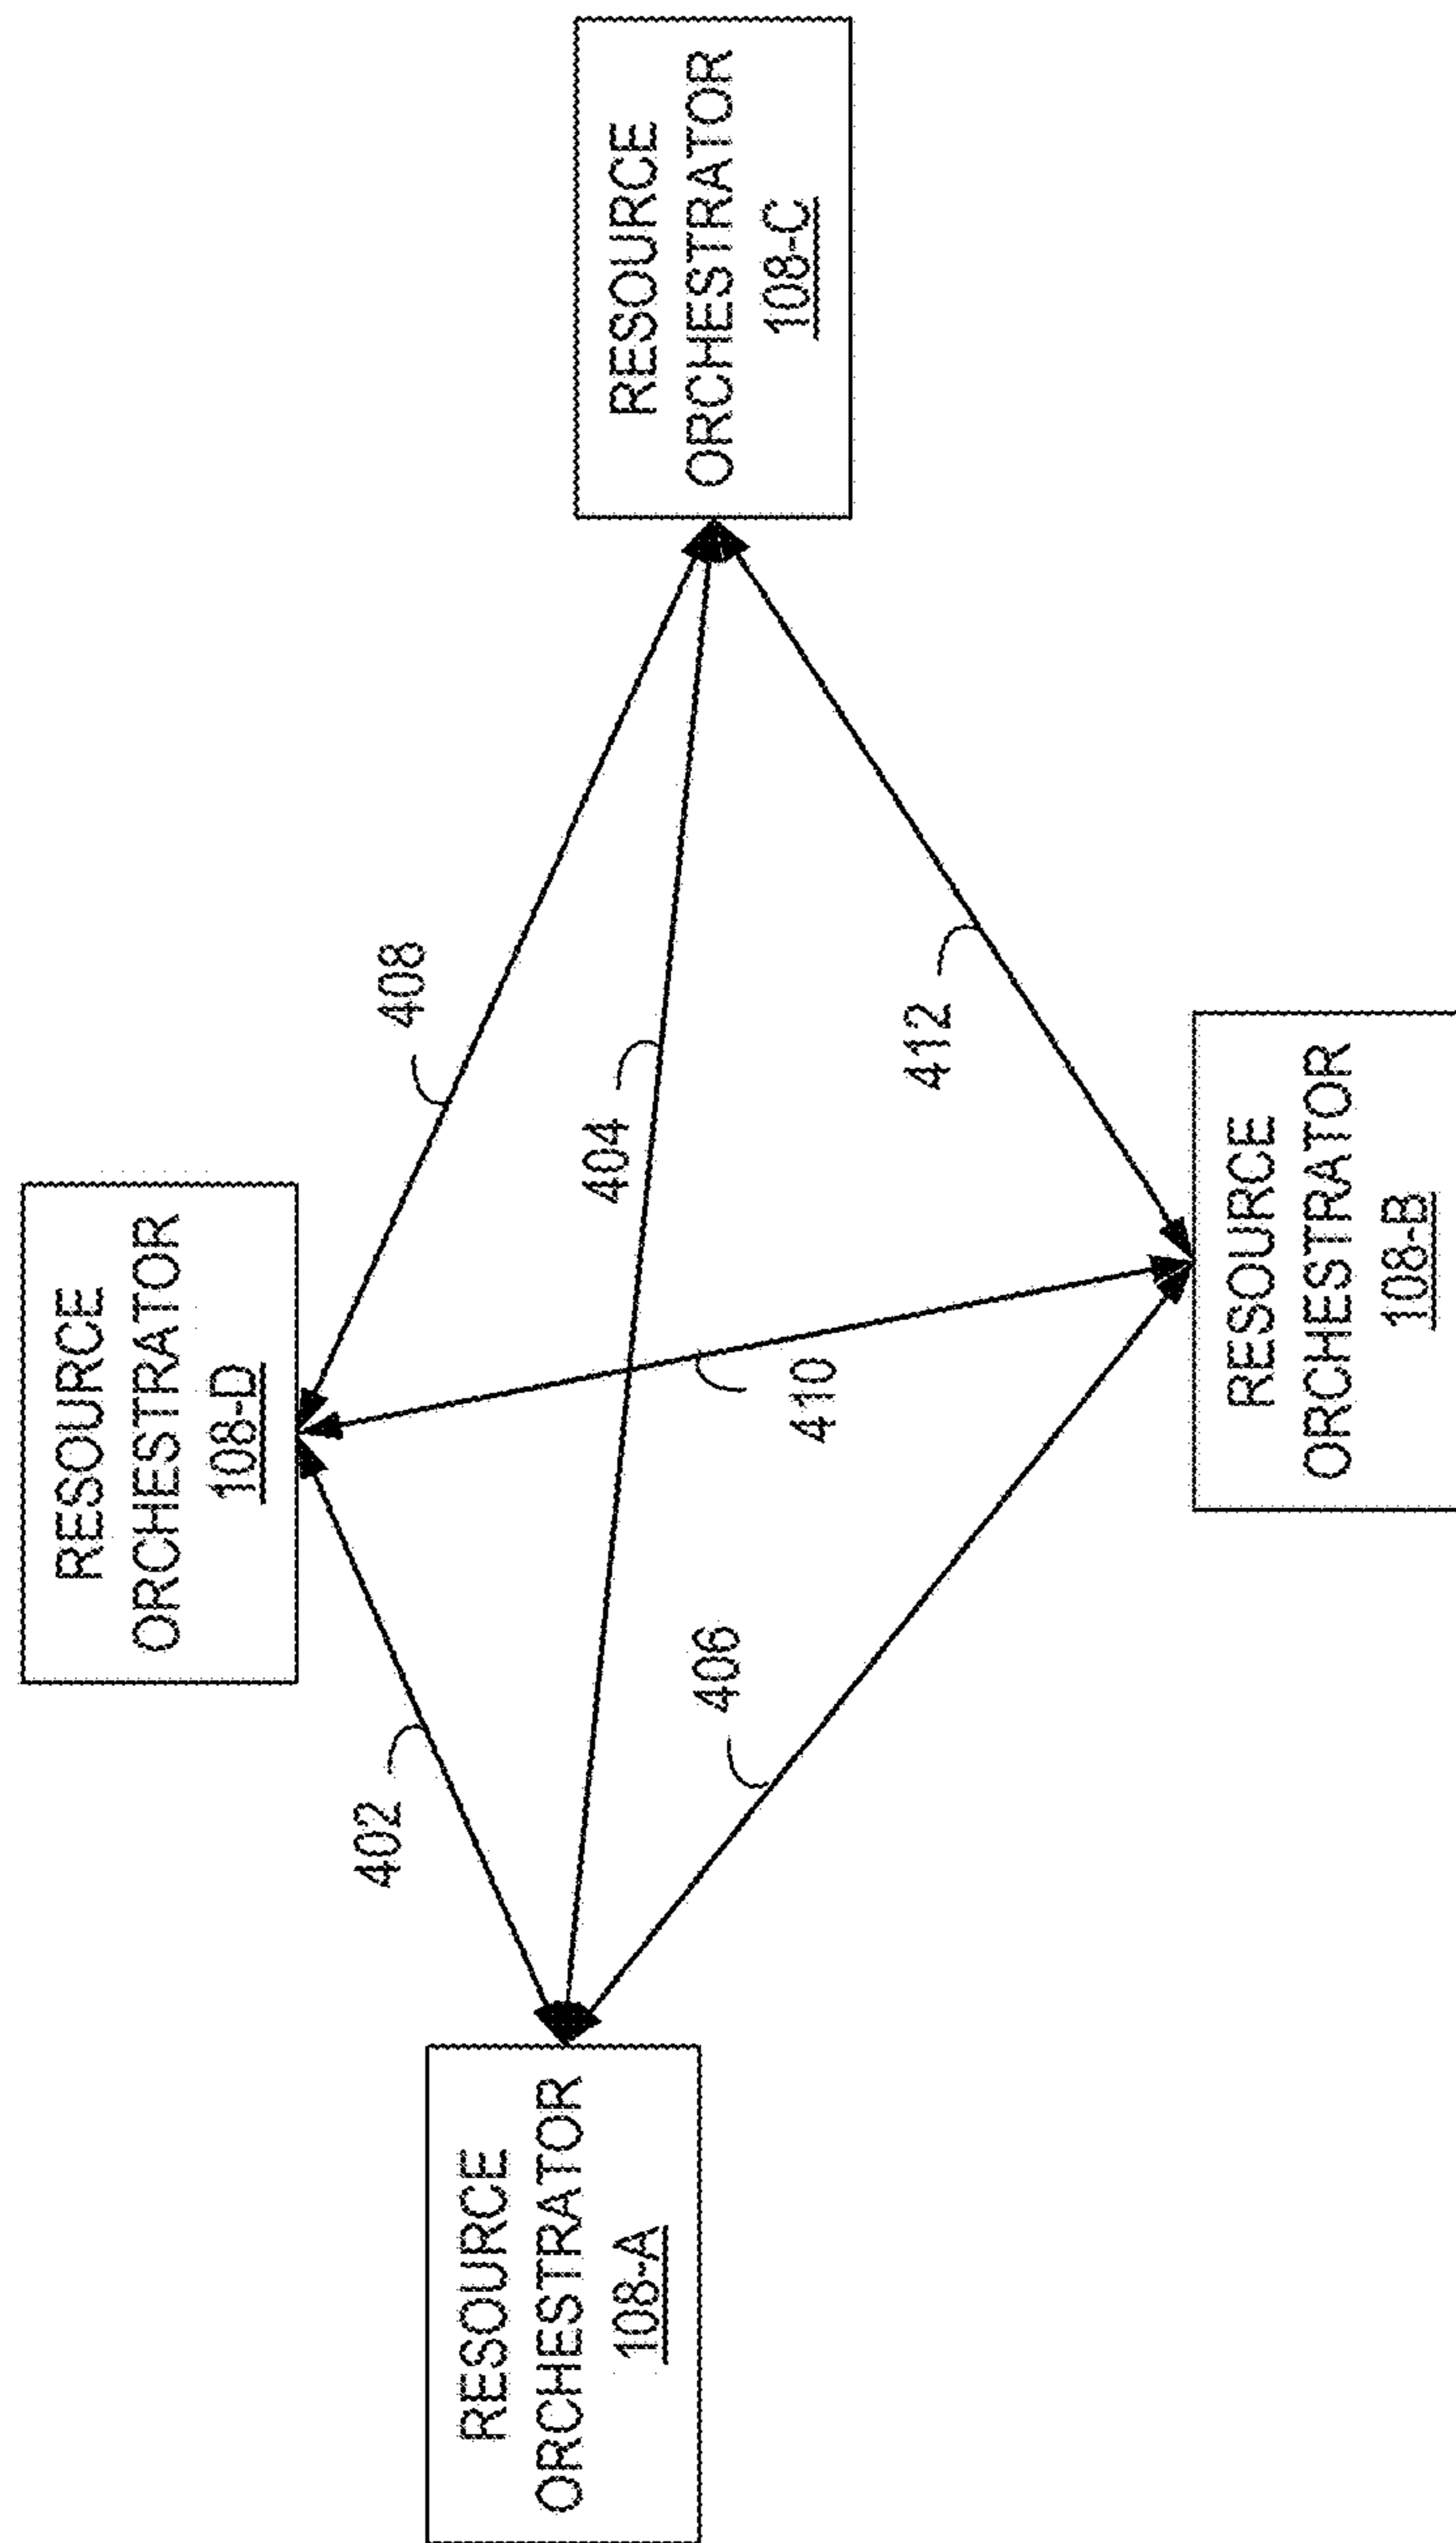 RESOURCE
ORCHESTRATOR
108-D
402
408
404
RESOURCE
ORCHESTRATOR
108-A
RESOURCE
ORCHESTRATOR
108-C
406
410
412
RESOURCE
ORCHESTRATOR
108-B